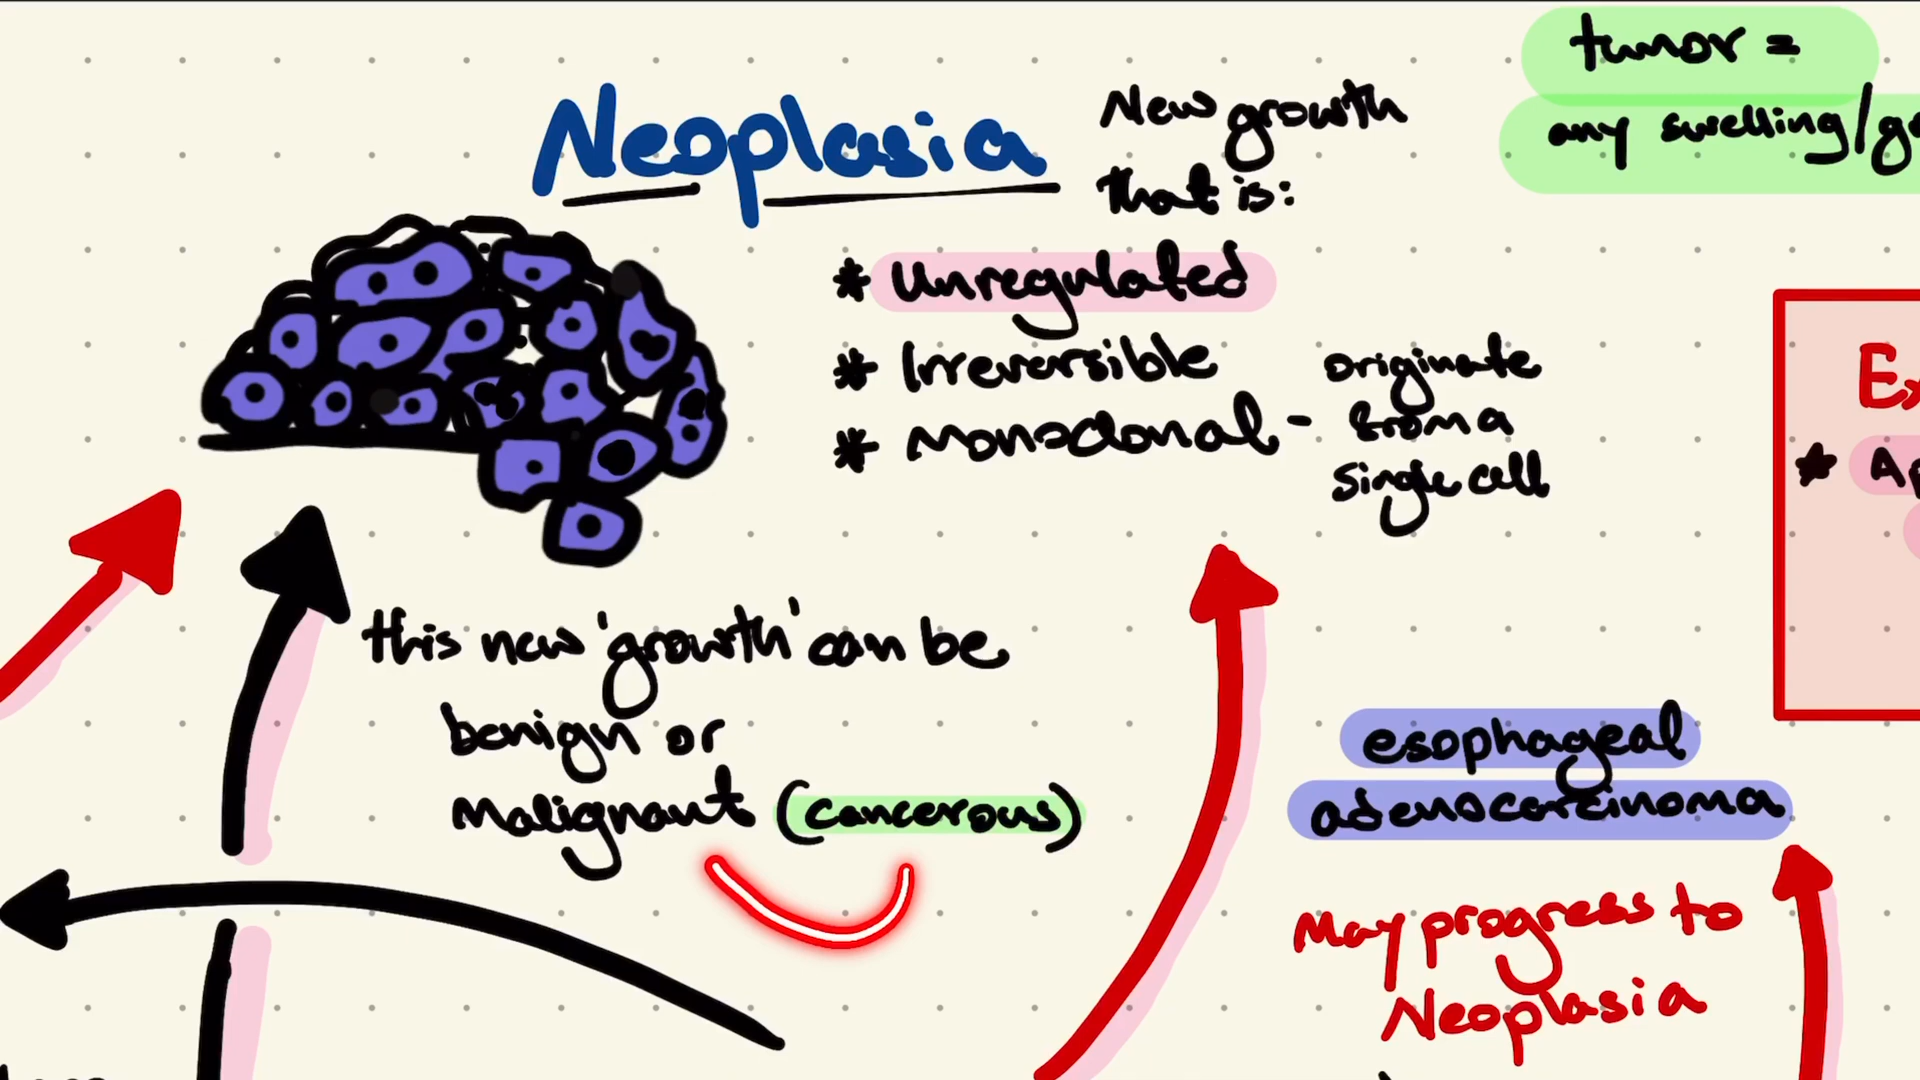 Neoplasia
New growth
that is:
* Unregulated
* Irreversible
* Monoclonal - originate
from a
single cell
tumor =
any swelling/
this new 'growth' can be
benign or
Malignant (cancerous)
esophageal
adenocarcinoma
May progress to
Neoplasia